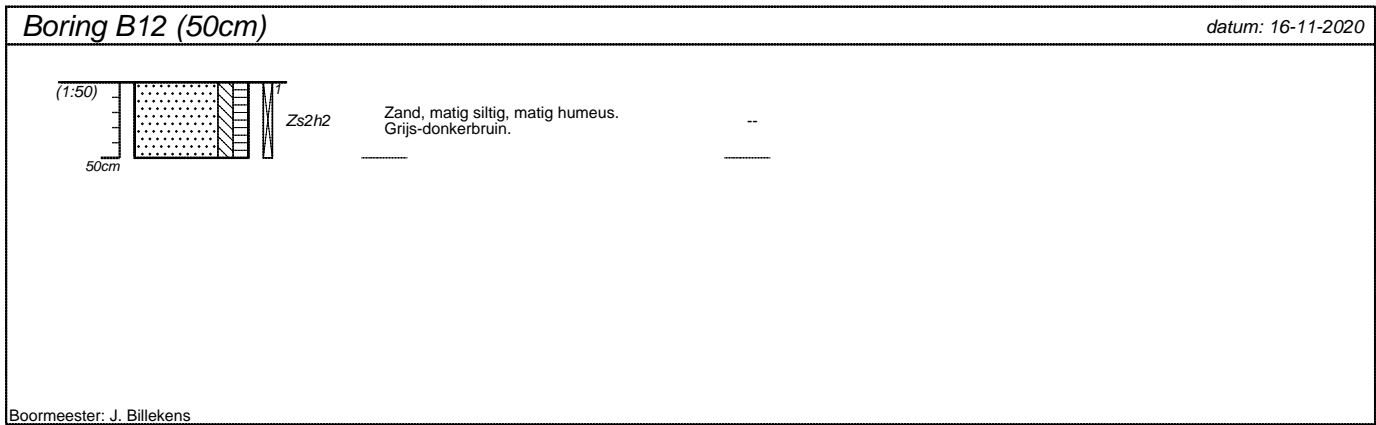 Boring B12 (50cm)
datum: 16-11-2020
(1:50)
1
Zs2h2
Zand, matig siltig, matig humeus.
Grijs-donkerbruin.
--
50cm
Boormeester: J. Billekens